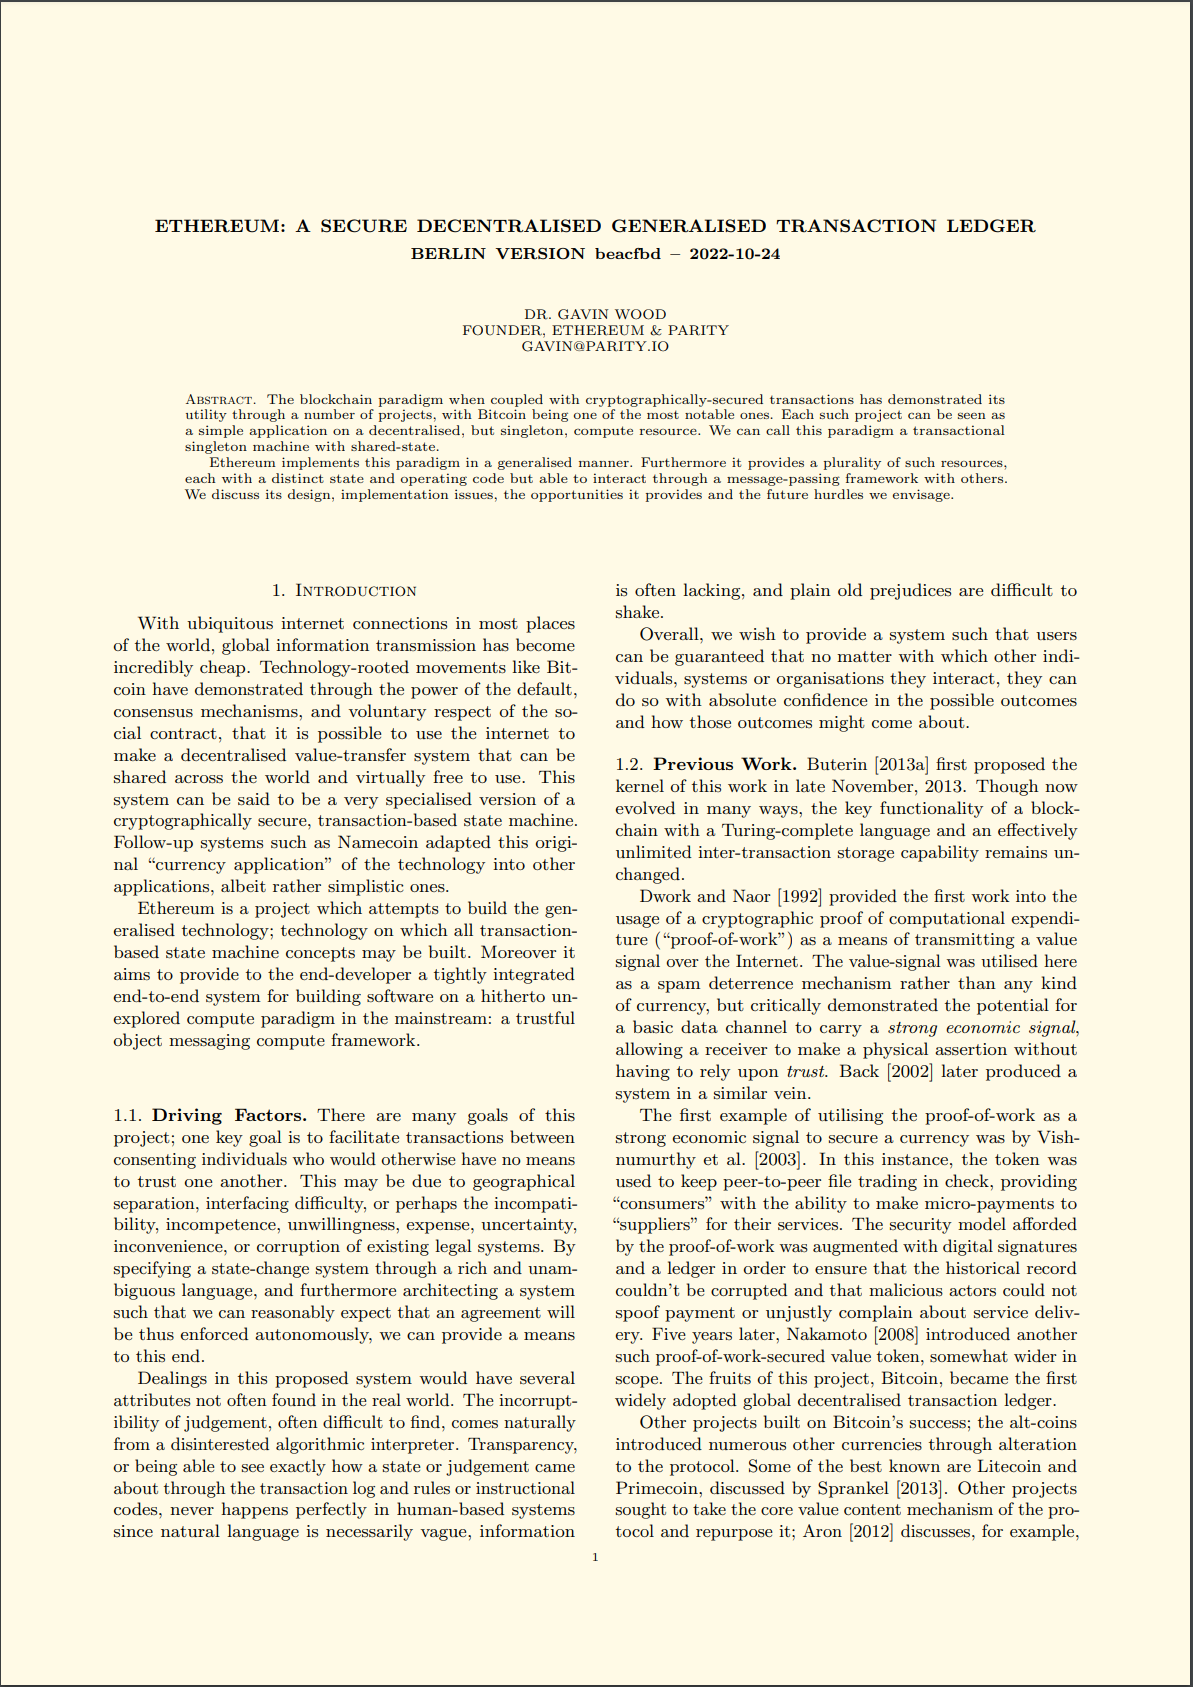 ETHEREUM: A SECURE DECENTRALISED GENERALISED TRANSACTION LEDGER
BERLIN VERSION beacfbd – 2022-10-24
DR. GAVIN WOOD
FOUNDER, ETHEREUM & PARITY
GAVIN@PARITY.IO
Abstract. The blockchain paradigm when coupled with cryptographically-secured transactions has demonstrated its
utility through a number of projects, with Bitcoin being one of the most notable ones. Each such project can be seen as
a simple application on a decentralised, but singleton, compute resource. We can call this paradigm a transactional
singleton machine with shared-state.
Ethereum implements this paradigm in a generalised manner. Furthermore it provides a plurality of such resources,
each with a distinct state and operating code but able to interact through a message-passing framework with others.
We discuss its design, implementation issues, the opportunities it provides and the future hurdles we envisage.
1. Introduction
With ubiquitous internet connections in most places
of the world, global information transmission has become
incredibly cheap. Technology-rooted movements like Bit-
coin have demonstrated through the power of the default,
consensus mechanisms, and voluntary respect of the so-
cial contract, that it is possible to use the internet to
make a decentralised value-transfer system that can be
shared across the world and virtually free to use. This
system can be said to be a very specialised version of a
cryptographically secure, transaction-based state machine.
Follow-up systems such as Namecoin adapted this origi-
nal “currency application” of the technology into other
applications, albeit rather simplistic ones.
Ethereum is a project which attempts to build the gen-
eralised technology; technology on which all transaction-
based state machine concepts may be built. Moreover it
aims to provide to the end-developer a tightly integrated
end-to-end system for building software on a hitherto un-
explored compute paradigm in the mainstream: a trustful
object messaging compute framework.
1.1. Driving Factors. There are many goals of this
project; one key goal is to facilitate transactions between
consenting individuals who would otherwise have no means
to trust one another. This may be due to geographical
separation, interfacing difficulty, or perhaps the incompati-
bility, incompetence, unwillingness, expense, uncertainty,
inconvenience, or corruption of existing legal systems. By
specifying a state-change system through a rich and unam-
biguous language, and furthermore architecting a system
such that we can reasonably expect that an agreement will
be thus enforced autonomously, we can provide a means
to this end.
Dealings in this proposed system would have several
attributes not often found in the real world. The incorrupt-
ibility of judgement, often difficult to find, comes naturally
from a disinterested algorithmic interpreter. Transparency,
or being able to see exactly how a state or judgement came
about through the transaction log and rules or instructional
codes, never happens perfectly in human-based systems
since natural language is necessarily vague, information
is often lacking, and plain old prejudices are difficult to
shake.
Overall, we wish to provide a system such that users
can be guaranteed that no matter with which other indi-
viduals, systems or organisations they interact, they can
do so with absolute confidence in the possible outcomes
and how those outcomes might come about.
1.2. Previous Work. Buterin [2013a] first proposed the
kernel of this work in late November, 2013. Though now
evolved in many ways, the key functionality of a block-
chain with a Turing-complete language and an effectively
unlimited inter-transaction storage capability remains un-
changed.
Dwork and Naor [1992] provided the first work into the
usage of a cryptographic proof of computational expendi-
ture (“proof-of-work”) as a means of transmitting a value
signal over the Internet. The value-signal was utilised here
as a spam deterrence mechanism rather than any kind
of currency, but critically demonstrated the potential for
a basic data channel to carry a strong economic signal,
allowing a receiver to make a physical assertion without
having to rely upon trust. Back [2002] later produced a
system in a similar vein.
The first example of utilising the proof-of-work as a
strong economic signal to secure a currency was by Vish-
numurthy et al. [2003]. In this instance, the token was
used to keep peer-to-peer file trading in check, providing
“consumers” with the ability to make micro-payments to
“suppliers” for their services. The security model afforded
by the proof-of-work was augmented with digital signatures
and a ledger in order to ensure that the historical record
couldn’t be corrupted and that malicious actors could not
spoof payment or unjustly complain about service deliv-
ery. Five years later, Nakamoto [2008] introduced another
such proof-of-work-secured value token, somewhat wider in
scope. The fruits of this project, Bitcoin, became the first
widely adopted global decentralised transaction ledger.
Other projects built on Bitcoin’s success; the alt-coins
introduced numerous other currencies through alteration
to the protocol. Some of the best known are Litecoin and
Primecoin, discussed by Sprankel [2013]. Other projects
sought to take the core value content mechanism of the pro-
tocol and repurpose it; Aron [2012] discusses, for example,
1